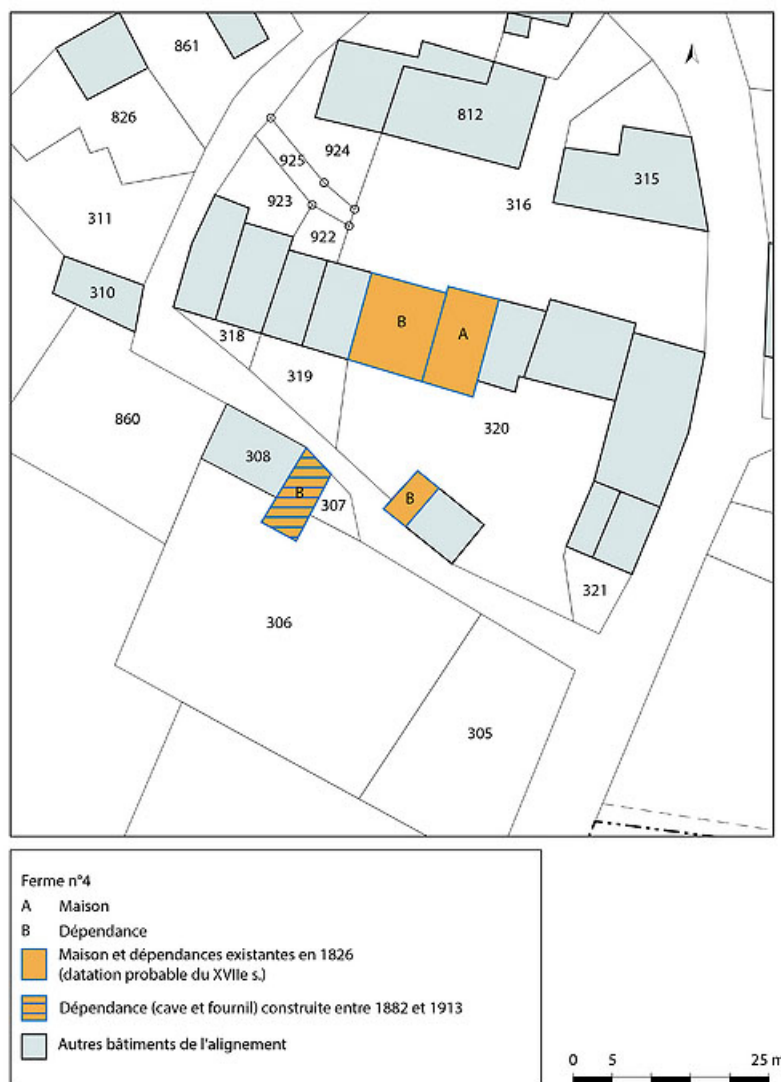 861
826
812
924
925
315
923
316
311
922
310
B
A
318
319
860
320
308
B
B
307
321
306
305
Ferme n°4
A Maison
B Dépendance
Maison et dépendances existantes en 1826
(datation probable du XVIIe s.)
Dépendance (cave et fournil) construite entre 1882 et 1913
Autres bâtiments de l'alignement
0 5 25 m